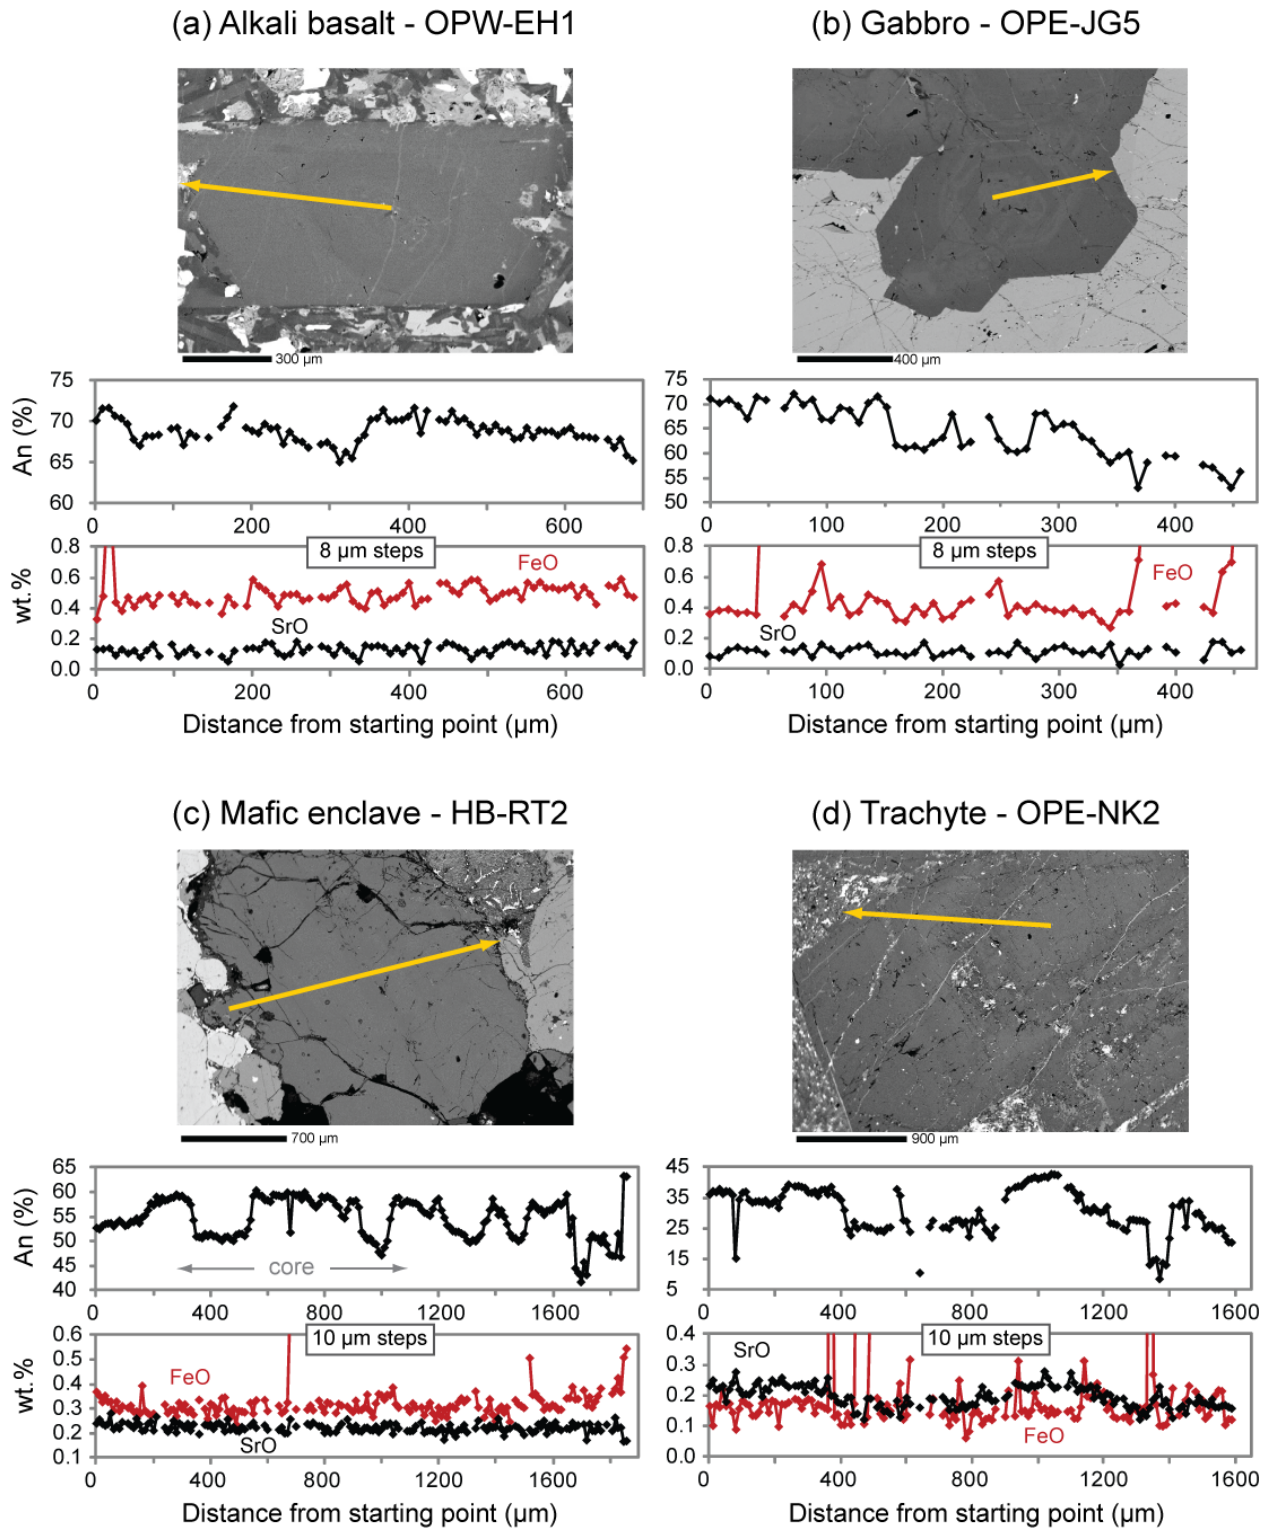 (a) Alkali basalt - OPW-EH1
300 µm
An (%)
75
70
65
60
0 200 400 600
wt.%
0.8
0.6
0.4
0.2
0.0
8 µm steps
FeO
SrO
0 200 400 600
Distance from starting point (µm)
(b) Gabbro - OPE-JG5
400 µm
75
70
65
60
55
50
0 100 200 300 400
0.8
0.6
0.4
0.2
0.0
8 µm steps
FeO
SrO
0 100 200 300 400
Distance from starting point (µm)
(c) Mafic enclave - HB-RT2
700 µm
An (%)
65
60
55
50
45
40
core
0 400 800 1200 1600
wt.%
0.6
0.5
0.4
0.3
0.2
0.1
10 µm steps
FeO
SrO
0 400 800 1200 1600
Distance from starting point (µm)
(d) Trachyte - OPE-NK2
900 µm
45
35
25
15
5
0 400 800 1200 1600
0.4
0.3
0.2
0.1
0.0
10 µm steps
SrO
FeO
0 400 800 1200 1600
Distance from starting point (µm)